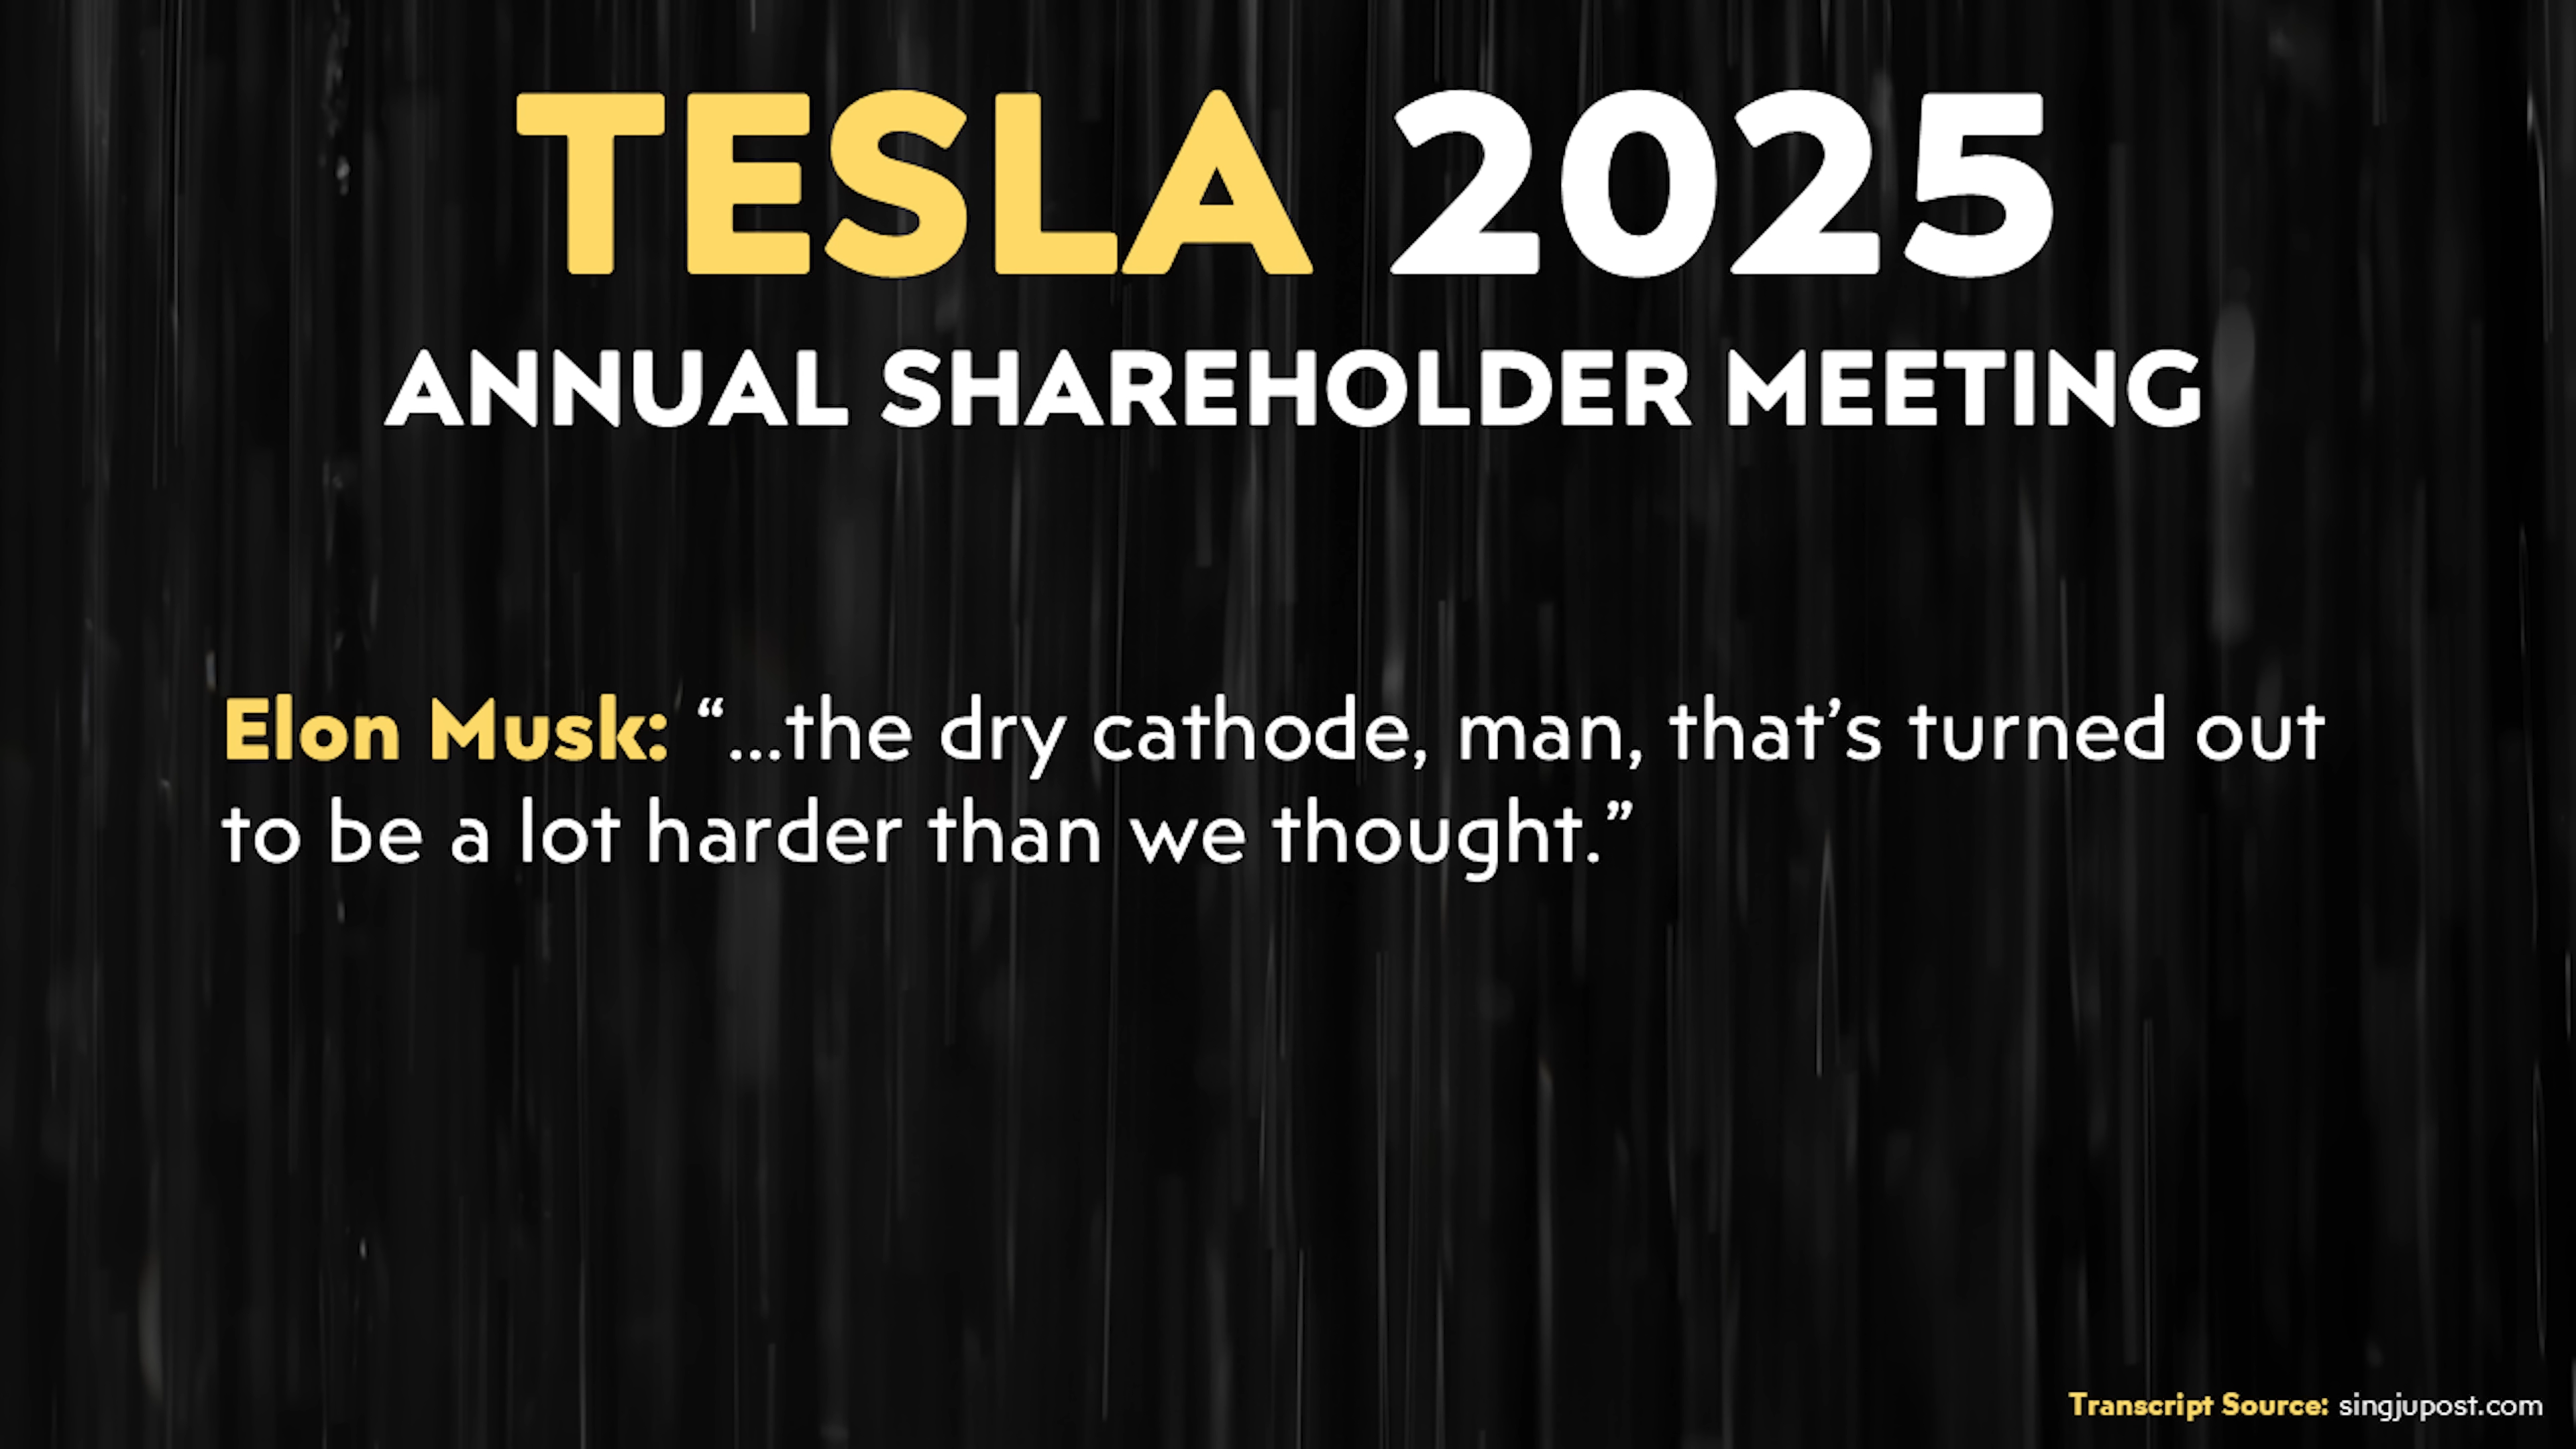 TESLA 2025
ANNUAL SHAREHOLDER MEETING
Elon Musk: “...the dry cathode, man, that’s turned out
to be a lot harder than we thought.”
Transcript Source: singjupost.com